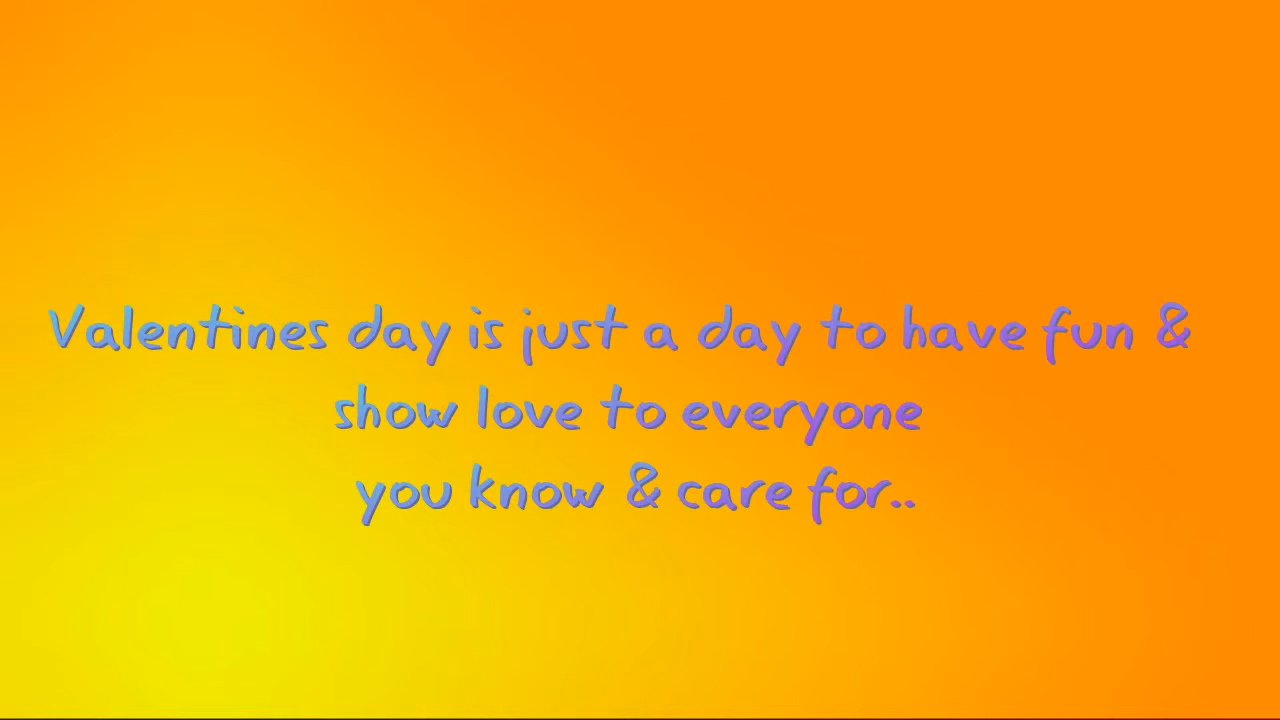 Valentines day is just a day to have fun &
show love to everyone
you know & care for..